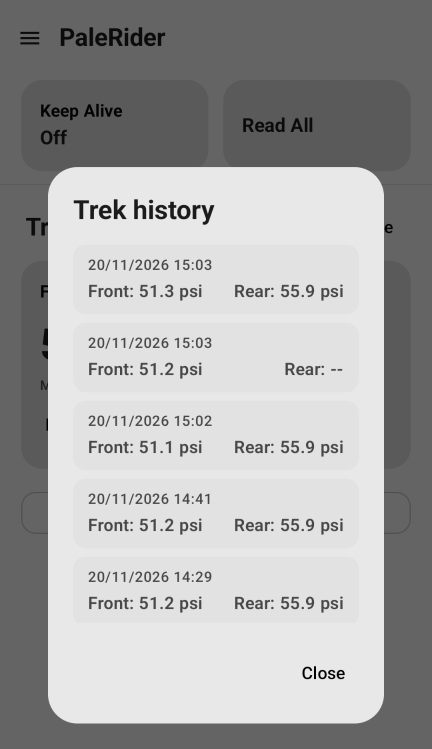 PaleRider
Keep Alive
Off
Read All
Trek history
20/11/2026 15:03
Front: 51.3 psi Rear: 55.9 psi
20/11/2026 15:03
Front: 51.2 psi Rear: --
20/11/2026 15:02
Front: 51.1 psi Rear: 55.9 psi
20/11/2026 14:41
Front: 51.2 psi Rear: 55.9 psi
20/11/2026 14:29
Front: 51.2 psi Rear: 55.9 psi
Close